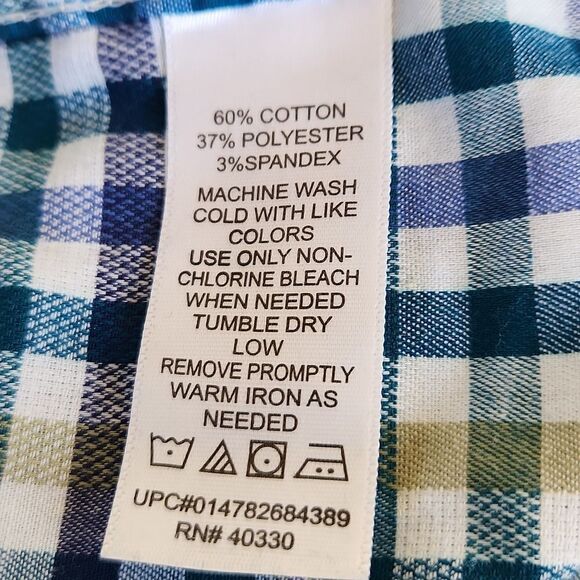 60% COTTON
37% POLYESTER
3%SPANDEX
MACHINE WASH
COLD WITH LIKE
COLORS
USE ONLY NON-
CHLORINE BLEACH
WHEN NEEDED
TUMBLE DRY
LOW
REMOVE PROMPTLY
WARM IRON AS
NEEDED
UPC#014782684389
RN# 40330